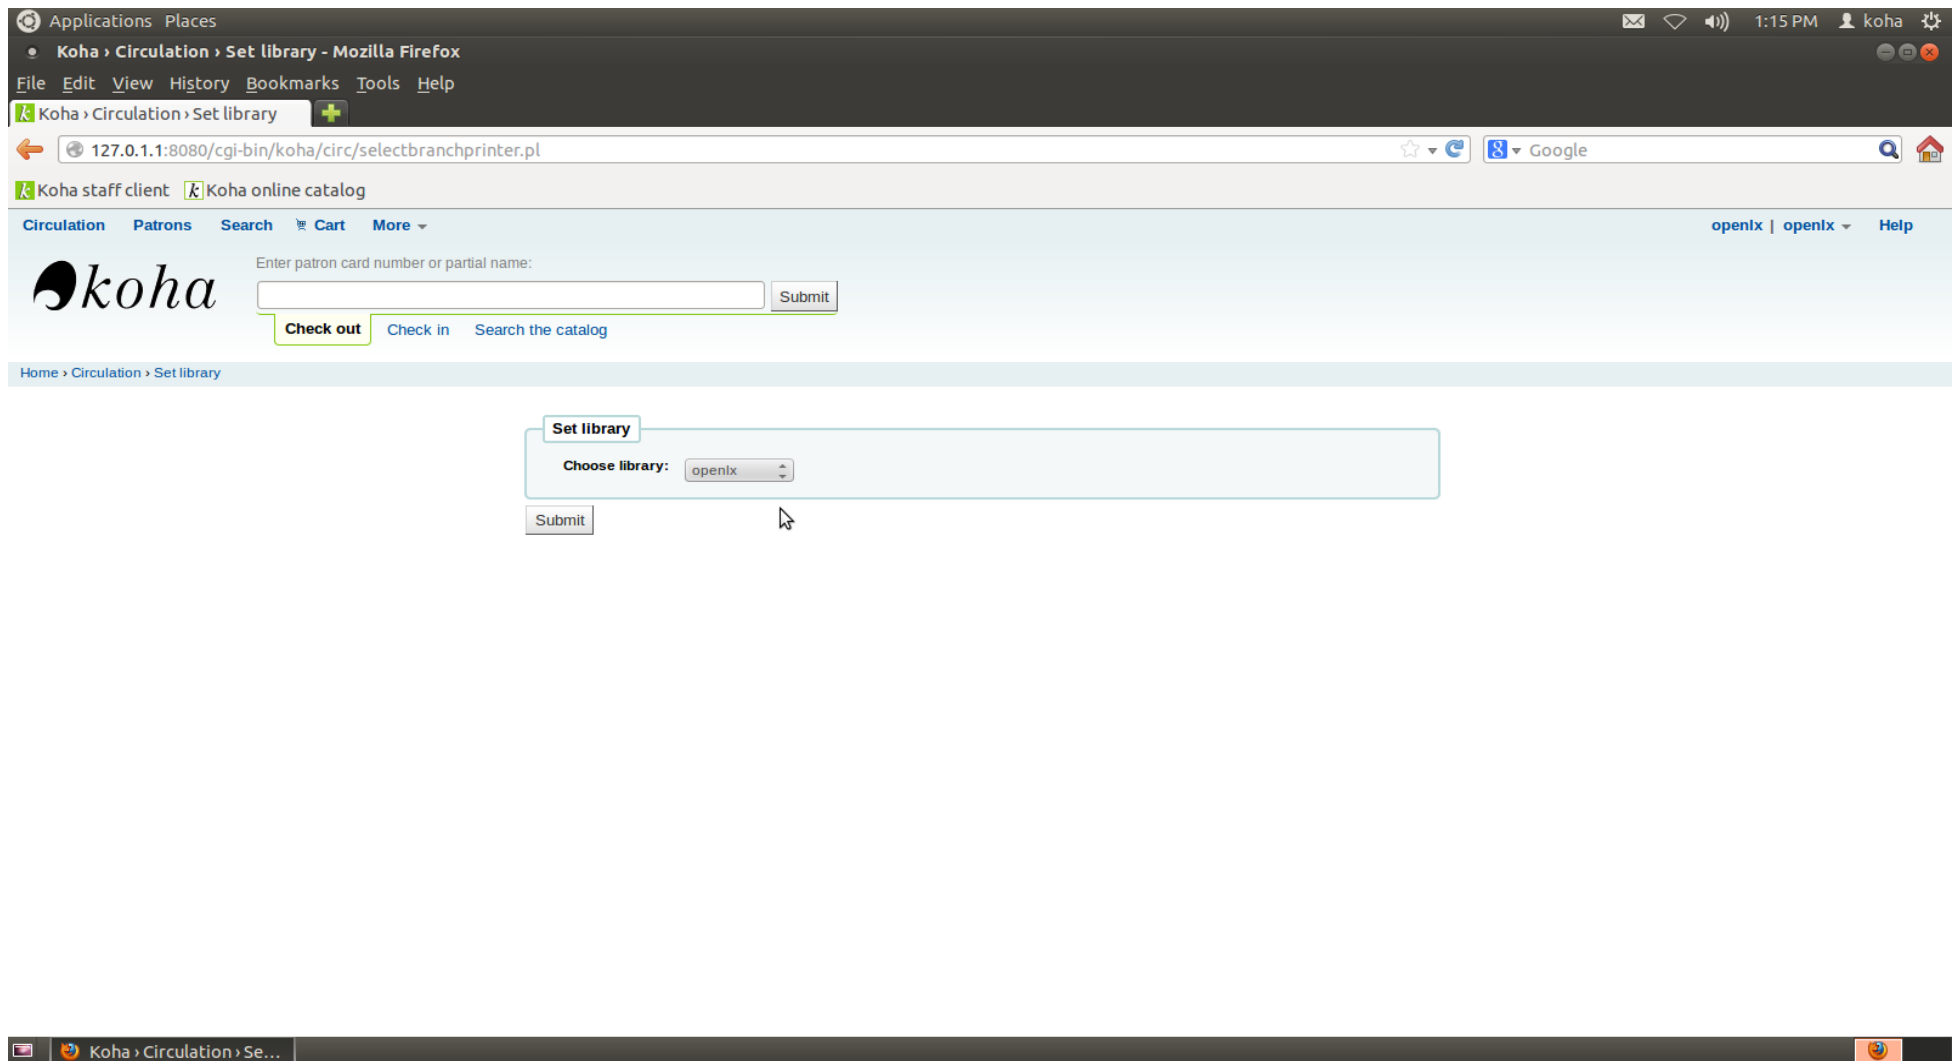 Applications Places 1:15 PM koha
Koha › Circulation › Set library - Mozilla Firefox
File Edit View History Bookmarks Tools Help
k Koha › Circulation › Set library
127.0.1.1:8080/cgi-bin/koha/circ/selectbranchprinter.pl 8 Google
k Koha staff client k Koha online catalog
Circulation Patrons Search Cart More openlx | openlx Help
Enter patron card number or partial name:
koha Submit
Check out Check in Search the catalog
Home › Circulation › Set library
Set library
Choose library: openlx
Submit
Koha › Circulation › Se...